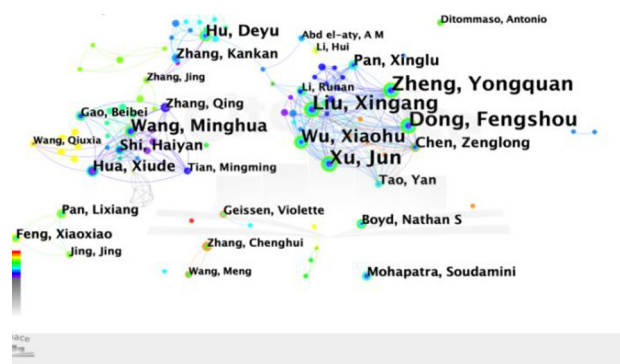 Ditommaso, Antonio
Hu, Deyu
Abd el-aty, A M
Li, Hui
Zhang, Kankan
Pan, Xinglu
Zhang, Jing
Zheng, Yongquan
Li, Runan
Zhang, Qing
Liu, Xingang
Gao, Beibei
Dong, Fengshou
Wang, Minghua
Wu, Xiaohu
Wang, Qiuxia
Shi, Haiyan
Chen, Zenglong
Xu, Jun
Hua, Xiude
Tian, Mingming
Tao, Yan
Pan, Lixiang
Geissen, Violette
Boyd, Nathan S
Feng, Xiaoxiao
Zhang, Chenghui
Jing, Jing
Wang, Meng
Mohapatra, Soudamini